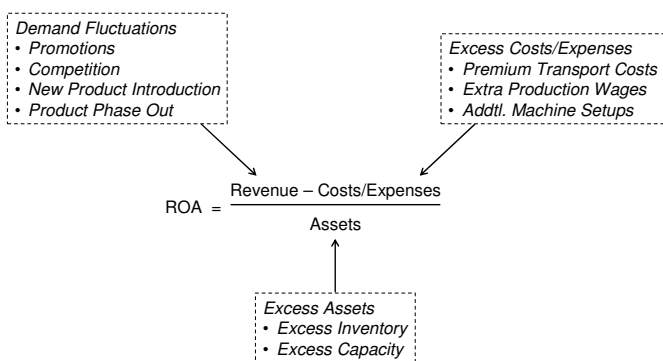 Demand Fluctuations
• Promotions
• Competition
• New Product Introduction
• Product Phase Out
Excess Costs/Expenses
• Premium Transport Costs
• Extra Production Wages
• Addtl. Machine Setups
Revenue – Costs/Expenses
ROA =
Assets
Excess Assets
• Excess Inventory
• Excess Capacity